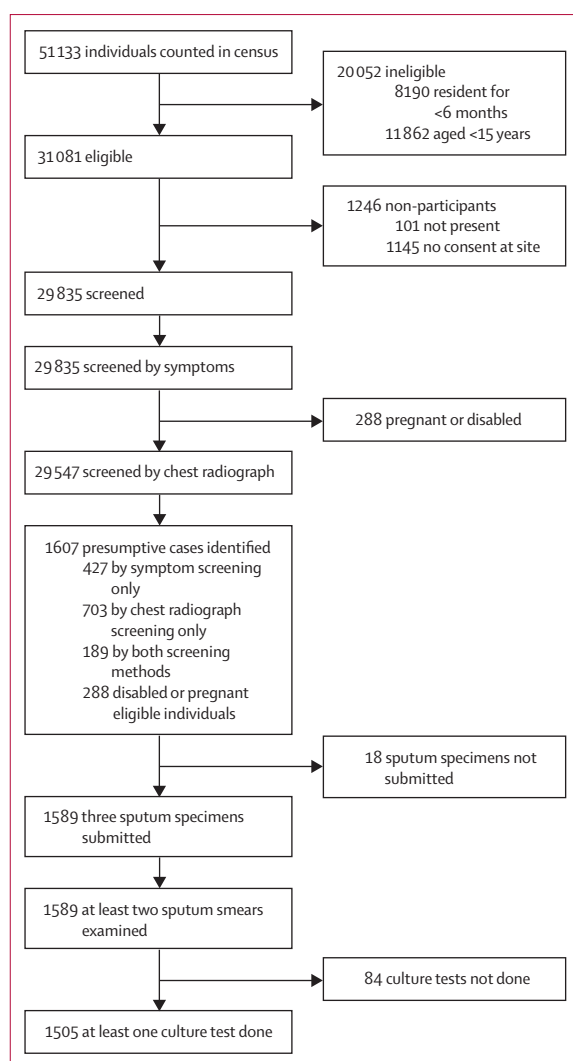 51 133 individuals counted in census
20 052 ineligible
8190 resident for
<6 months
11 862 aged <15 years
31 081 eligible
1246 non-participants
101 not present
1145 no consent at site
29 835 screened
29 835 screened by symptoms
288 pregnant or disabled
29 547 screened by chest radiograph
1607 presumptive cases identified
427 by symptom screening
only
703 by chest radiograph
screening only
189 by both screening
methods
288 disabled or pregnant
eligible individuals
18 sputum specimens not
submitted
1589 three sputum specimens
submitted
1589 at least two sputum smears
examined
84 culture tests not done
1505 at least one culture test done